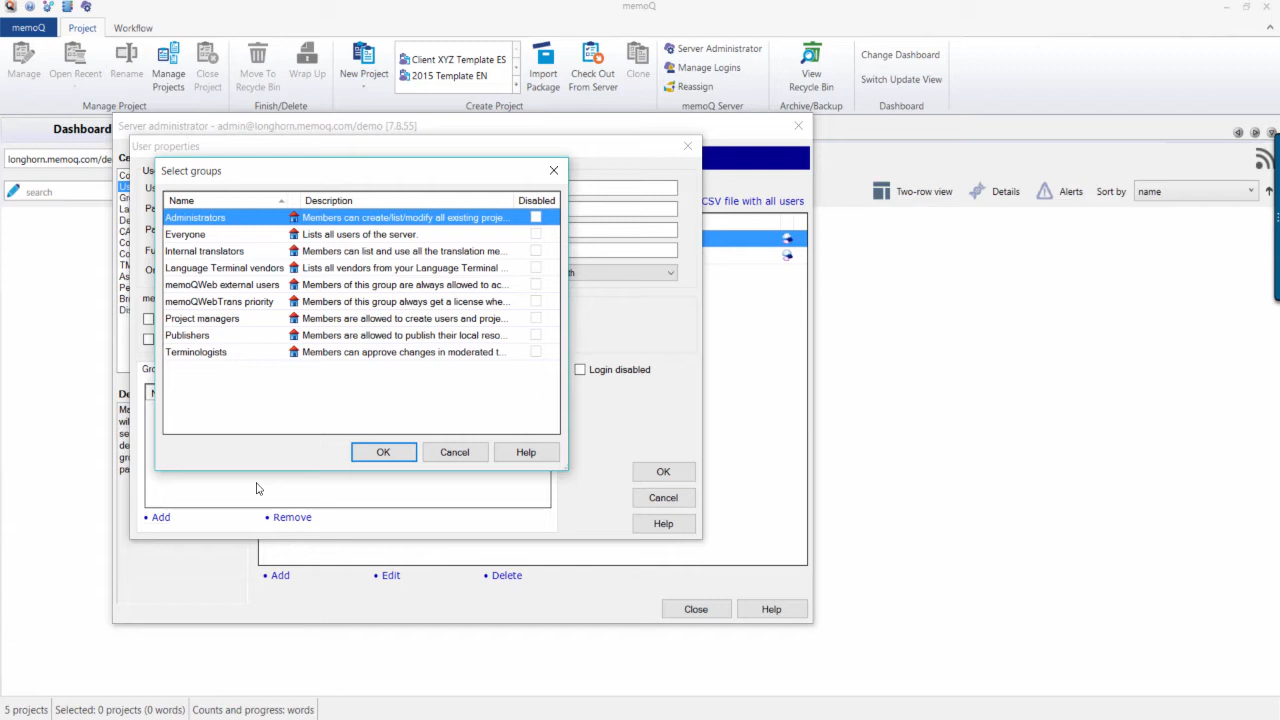 memoQ
memoQ Project Workflow
Manage Open Recent Rename Manage Projects Close Project
Move To Recycle Bin Wrap Up
New Project
Client XYZ Template ES
2015 Template EN
Import Package Check Out From Server Clone
Server Administrator
Manage Logins
Reassign
View Recycle Bin
Change Dashboard
Switch Update View
Manage Project Finish/Delete Create Project memoQ Server Archive/Backup Dashboard
Dashboard
Server administrator - admin@longhorn.memoq.com/demo [7.8.55]
longhorn.memoq.com/de
search
Two-row view Details Alerts Sort by name
User properties
CSV file with all users
Select groups
Name Description Disabled
Administrators Members can create/list/modify all existing proje...
Everyone Lists all users of the server.
Internal translators Members can list and use all the translation me...
Language Terminal vendors Lists all vendors from your Language Terminal ...
memoQWeb external users Members of this group are always allowed to ac...
memoQWebTrans priority Members of this group always get a license whe...
Project managers Members are allowed to create users and proje...
Publishers Members are allowed to publish their local reso...
Terminologists Members can approve changes in moderated t...
OK Cancel Help
Login disabled
OK
Cancel
Help
• Add • Remove
• Add • Edit • Delete
Close Help
5 projects Selected: 0 projects (0 words) Counts and progress: words